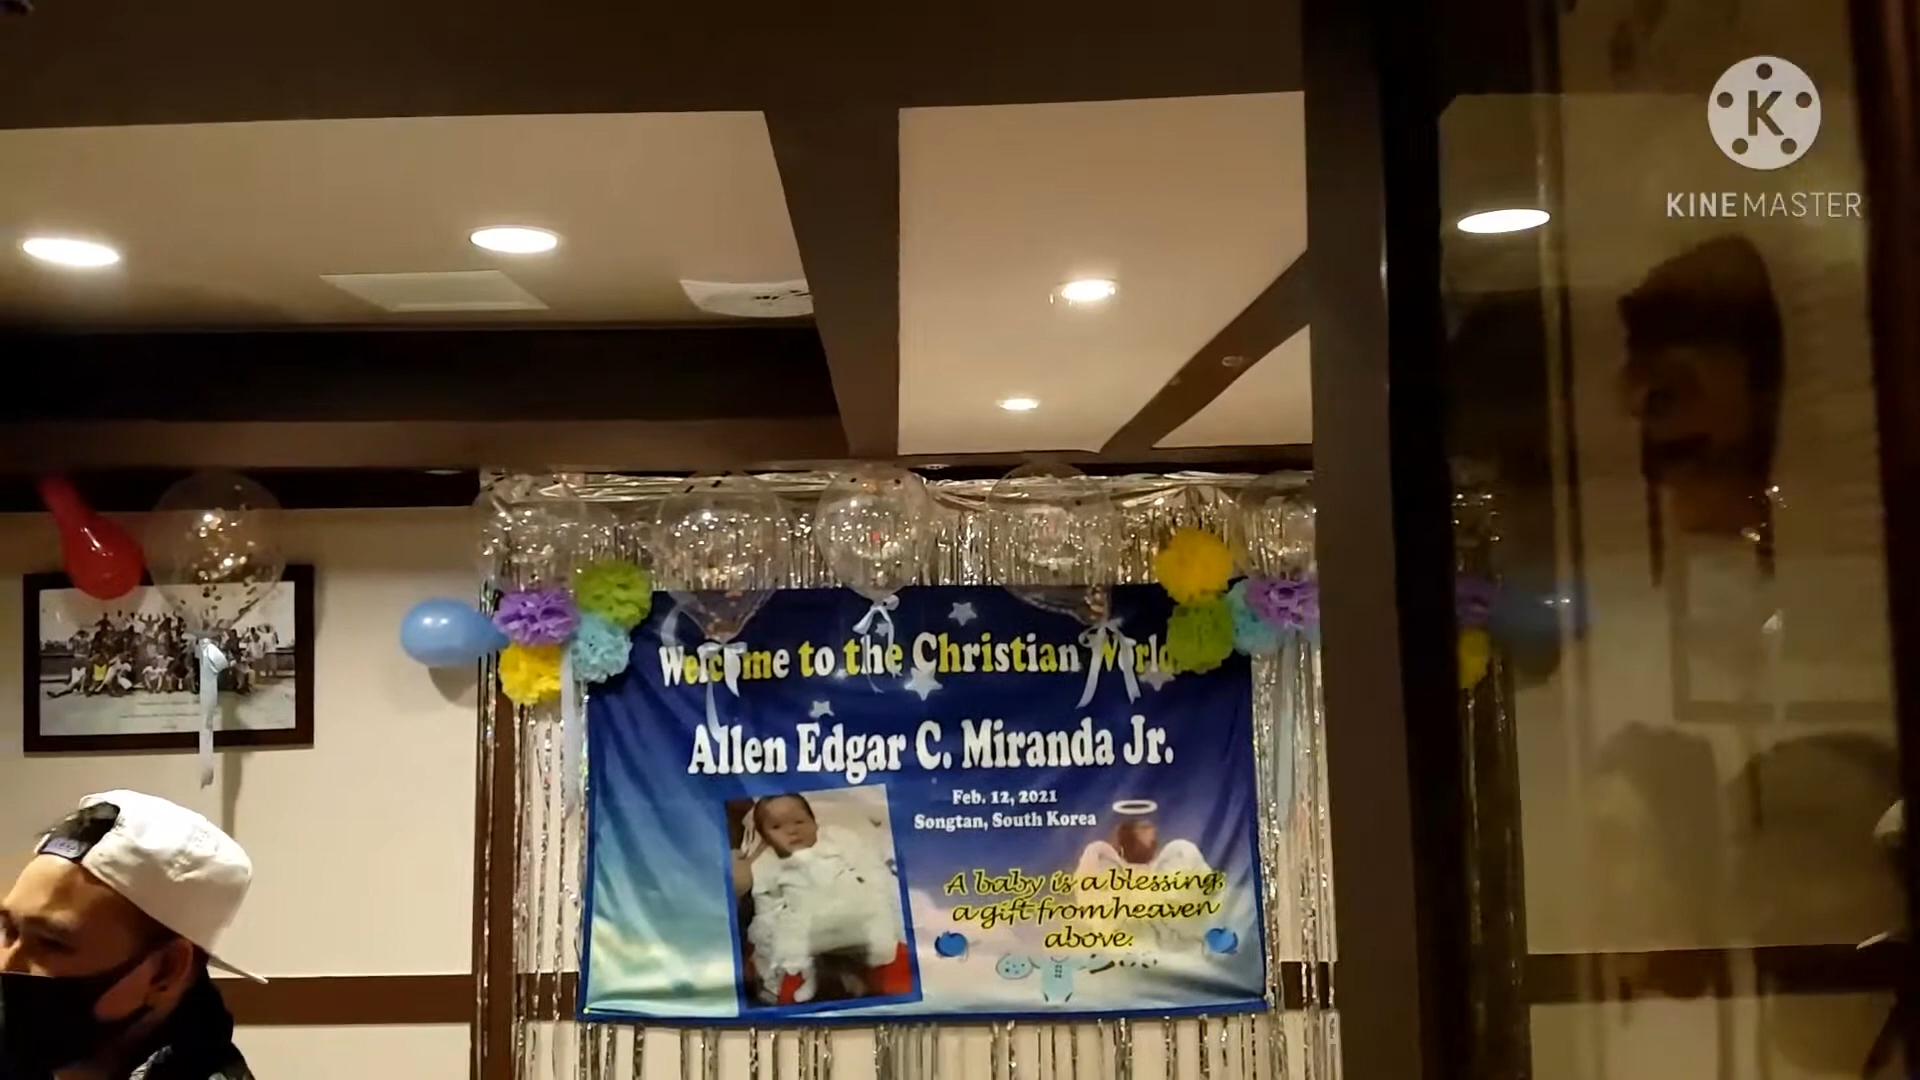 KINEMASTER
Welcome to the Christian World
Allen Edgar C. Miranda Jr.
Feb. 12, 2021
Songtan, South Korea
A baby is a blessing,
a gift from heaven
above.